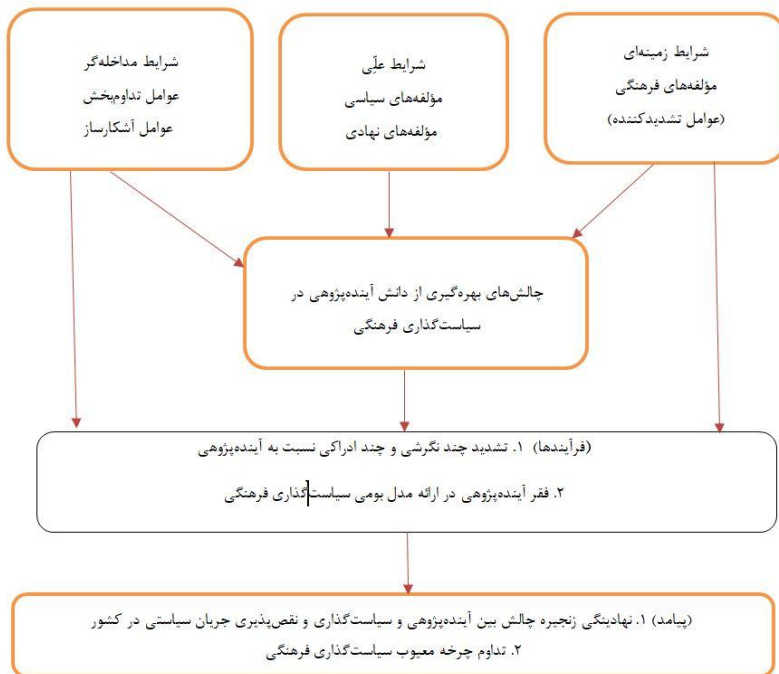 شرایط زمینه‌ای
مؤلفه‌های فرهنگی
(عوامل تشدیدکننده)
شرایط علّی
مؤلفه‌های سیاسی
مؤلفه‌های نهادی
شرایط مداخله‌گر
عوامل تداوم‌بخش
عوامل آشکارساز
چالش‌های بهره‌گیری از دانش آینده‌پژوهی در
سیاست‌گذاری فرهنگی
(فرآیندها) ۱. تشدید چند نگرشی و چند ادراکی نسبت به آینده‌پژوهی
۲. فقر آینده‌پژوهی در ارائه مدل بومی سیاست‌گذاری فرهنگی
(پیامد) ۱. نهادینگی زنجیره چالش بین آینده‌پژوهی و سیاست‌گذاری و نقص‌پذیری جریان سیاستی در کشور
۲. تداوم چرخه معیوب سیاست‌گذاری فرهنگی